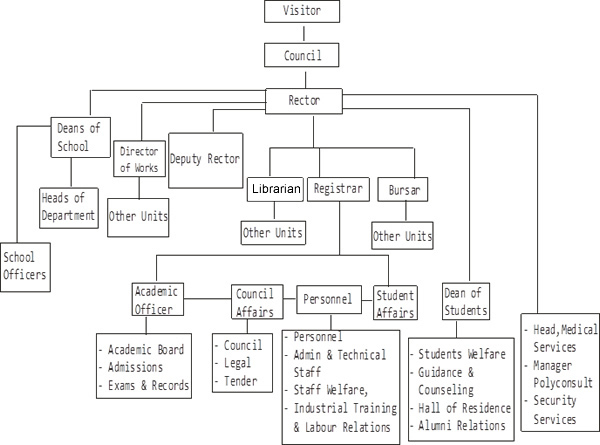 Visitor
Council
Rector
Deans of
School
Director
of Works
Deputy Rector
Librarian
Registrar
Bursar
Heads of
Department
Other Units
Other Units
Other Units
School
Officers
Academic
Officer
Council
Affairs
Personnel
Student
Affairs
Dean of
Students
- Academic Board
- Admissions
- Exams & Records
- Council
- Legal
- Tender
- Personnel
- Admin & Technical
Staff
- Staff Welfare,
- Industrial Training
& Labour Relations
- Students Welfare
- Guidance &
Counseling
- Hall of Residence
- Alumni Relations
- Head,Medical
Services
- Manager
Polyconsult
- Security
Services